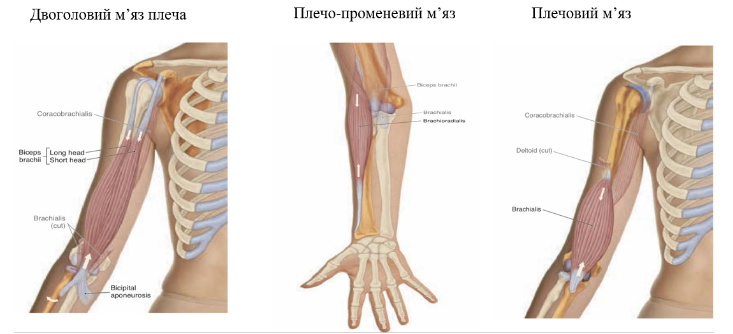 Двоголовий м’яз плеча
Плечо-променевий м’яз
Плечовий м’яз
Coracobrachialis
Biceps brachii
Long head
Short head
Brachialis
(cut)
Bicipital
aponeurosis
Biceps brachii
Brachialis
Brachioradialis
Coracobrachialis
Deltoid (cut)
Brachialis